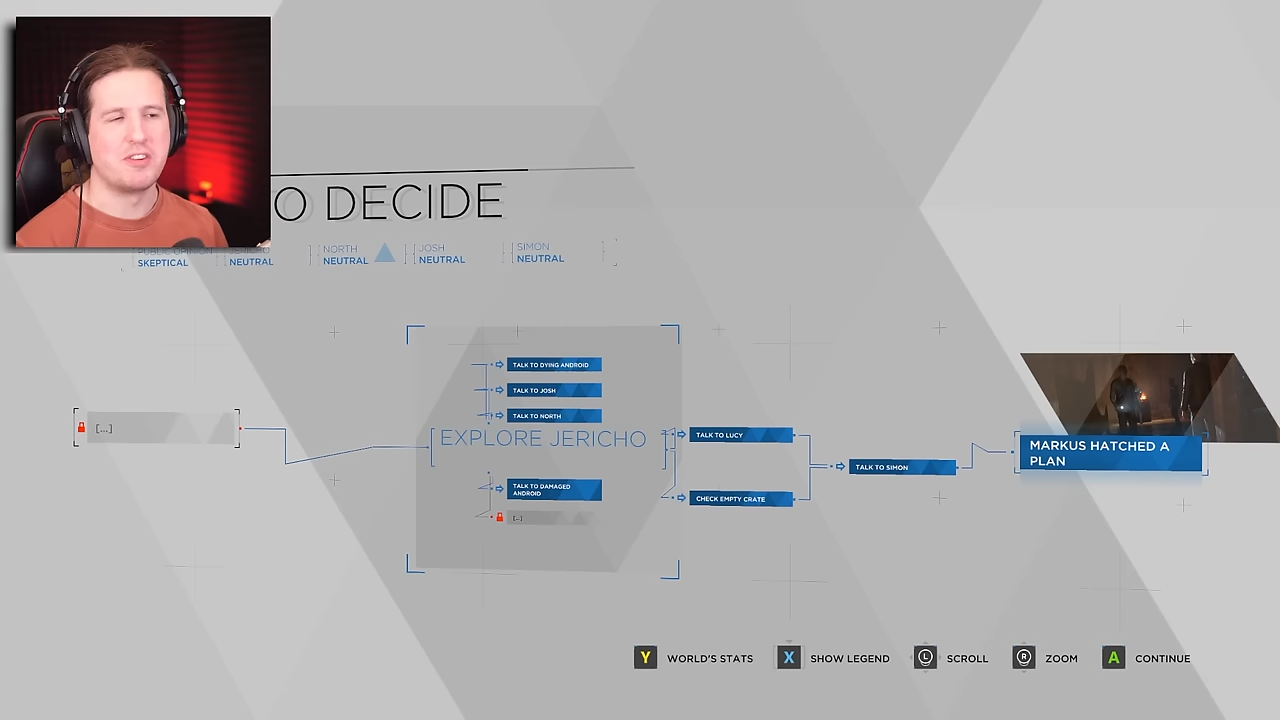 O DECIDE
PUBLIC OPINION
NORTH
JOSH
SIMON
SKEPTICAL
NEUTRAL
NEUTRAL
NEUTRAL
NEUTRAL
TALK TO DYING ANDROID
TALK TO JOSH
TALK TO NORTH
[...]
EXPLORE JERICHO
TALK TO LUCY
MARKUS HATCHED A
PLAN
TALK TO SIMON
TALK TO DAMAGED
ANDROID
CHECK EMPTY CRATE
[...]
Y WORLD'S STATS
X SHOW LEGEND
L SCROLL
R ZOOM
A CONTINUE